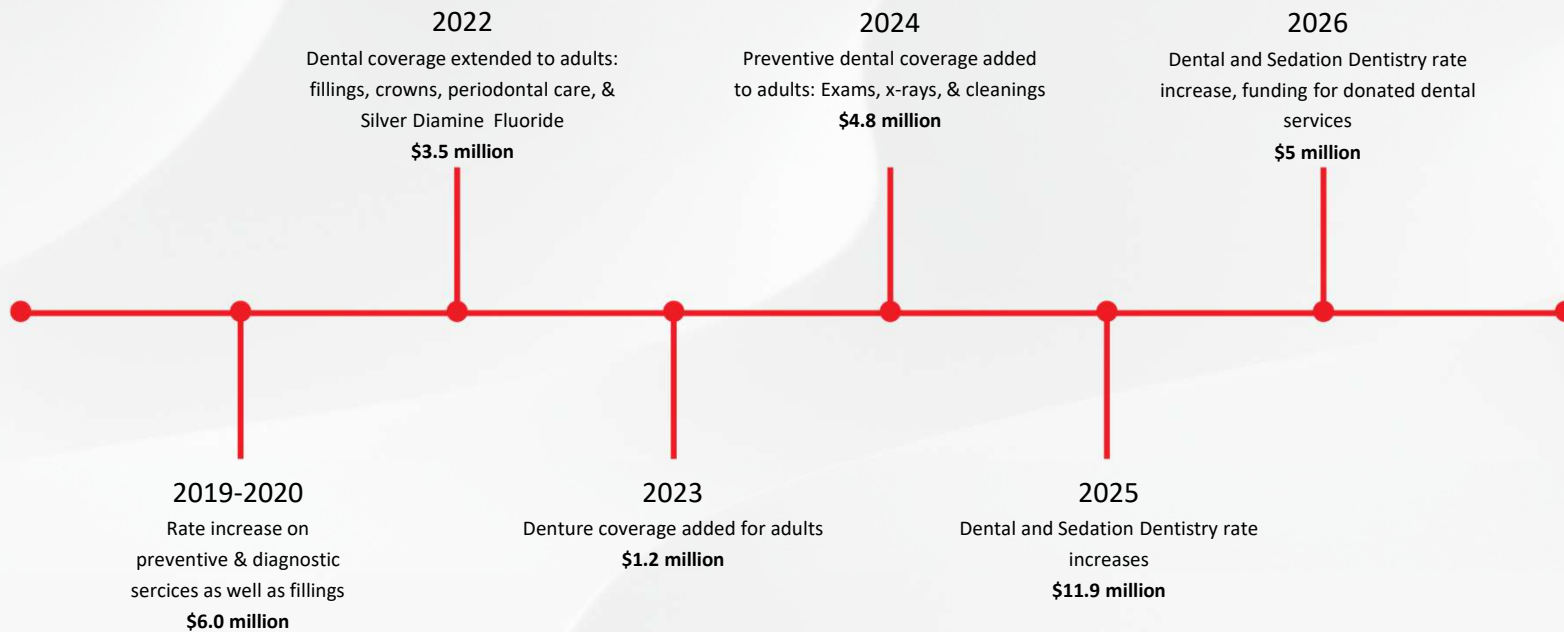 2022
Dental coverage extended to adults:
fillings, crowns, periodontal care, &
Silver Diamine Fluoride
$3.5 million
2024
Preventive dental coverage added
to adults: Exams, x-rays, & cleanings
$4.8 million
2026
Dental and Sedation Dentistry rate
increase, funding for donated dental
services
$5 million
2019-2020
Rate increase on
preventive & diagnostic
sercices as well as fillings
$6.0 million
2023
Denture coverage added for adults
$1.2 million
2025
Dental and Sedation Dentistry rate
increases
$11.9 million